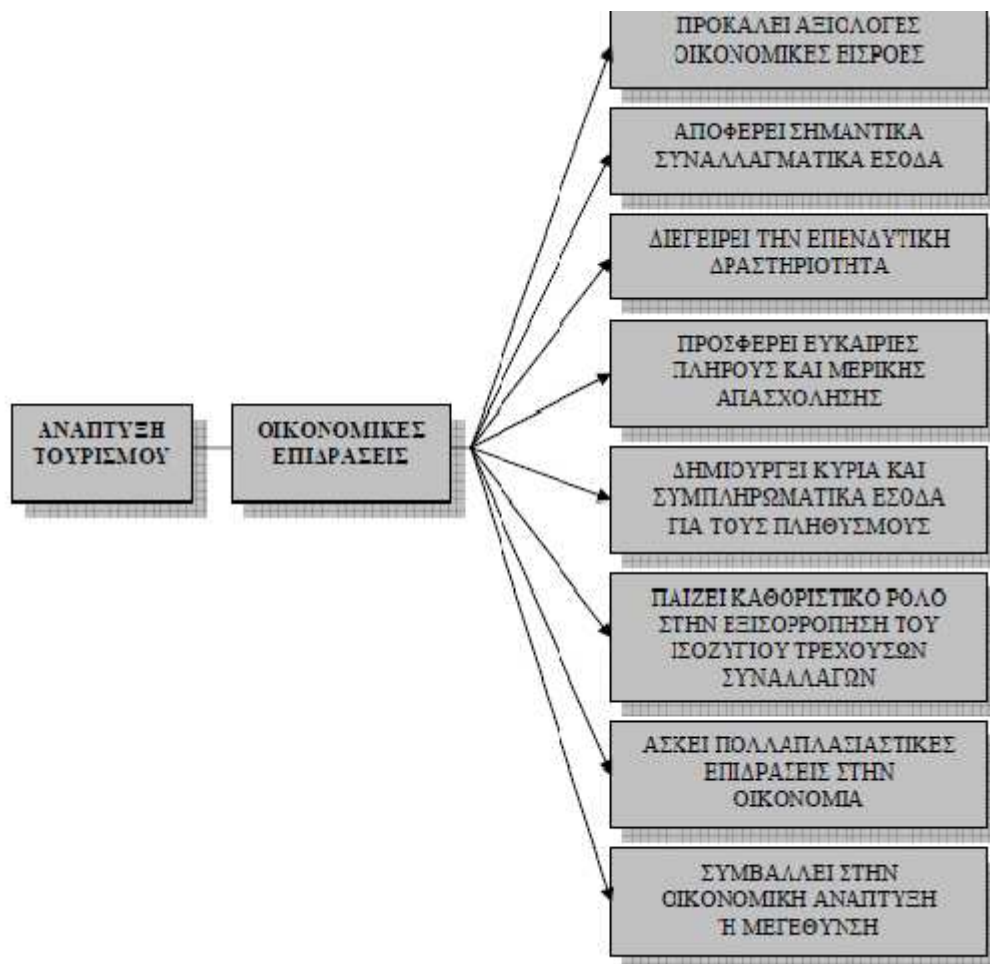 ΑΝΑΠΤΥΞΗ
ΤΟΥΡΙΣΜΟΥ
ΟΙΚΟΝΟΜΙΚΕΣ
ΕΠΙΔΡΑΣΕΙΣ
ΠΡΟΚΑΛΕΙ ΑΞΙΟΛΟΓΕΣ
ΟΙΚΟΝΟΜΙΚΕΣ ΕΙΣΡΟΕΣ
ΑΠΟΦΕΡΕΙ ΣΗΜΑΝΤΙΚΑ
ΣΥΝΑΛΛΑΓΜΑΤΙΚΑ ΕΣΟΔΑ
ΔΙΕΓΕΙΡΕΙ ΤΗΝ ΕΠΕΝΔΥΤΙΚΗ
ΔΡΑΣΤΗΡΙΟΤΗΤΑ
ΠΡΟΣΦΕΡΕΙ ΕΥΚΑΙΡΙΕΣ
ΠΛΗΡΟΥΣ ΚΑΙ ΜΕΡΙΚΗΣ
ΑΠΑΣΧΟΛΗΣΗΣ
ΔΗΜΙΟΥΡΓΕΙ ΚΥΡΙΑ ΚΑΙ
ΣΥΜΠΛΗΡΩΜΑΤΙΚΑ ΕΣΟΔΑ
ΓΙΑ ΤΟΥΣ ΠΛΗΘΥΣΜΟΥΣ
ΠΑΙΖΕΙ ΚΑΘΟΡΙΣΤΙΚΟ ΡΟΛΟ
ΣΤΗΝ ΕΞΙΣΟΡΡΟΠΗΣΗ ΤΟΥ
ΙΣΟΖΥΓΙΟΥ ΤΡΕΧΟΥΣΩΝ
ΣΥΝΑΛΛΑΓΩΝ
ΑΣΚΕΙ ΠΟΛΛΑΠΛΑΣΙΑΣΤΙΚΕΣ
ΕΠΙΔΡΑΣΕΙΣ ΣΤΗΝ
ΟΙΚΟΝΟΜΙΑ
ΣΥΜΒΑΛΛΕΙ ΣΤΗΝ
ΟΙΚΟΝΟΜΙΚΗ ΑΝΑΠΤΥΞΗ
Ή ΜΕΓΕΘΥΝΣΗ